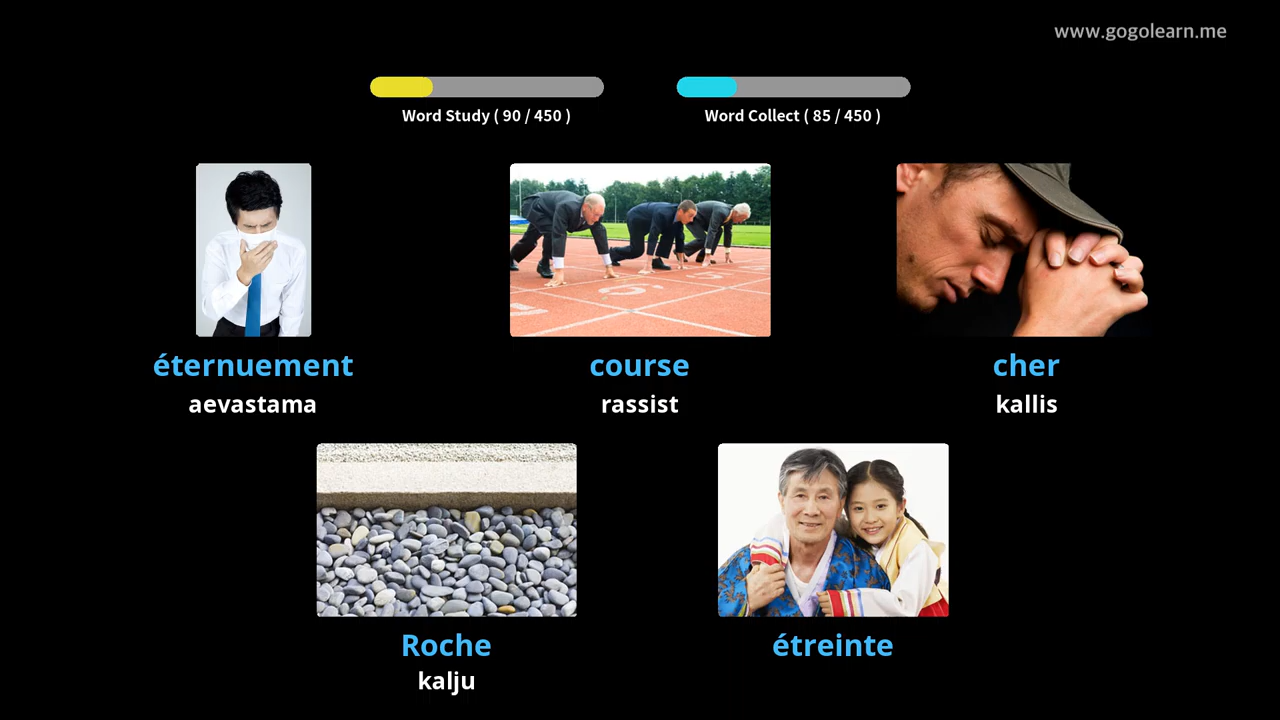 www.gogolearn.me
Word Study ( 90 / 450 )
Word Collect ( 85 / 450 )
éternuement
aevastama
course
rassist
cher
kallis
Roche
kalju
étreinte